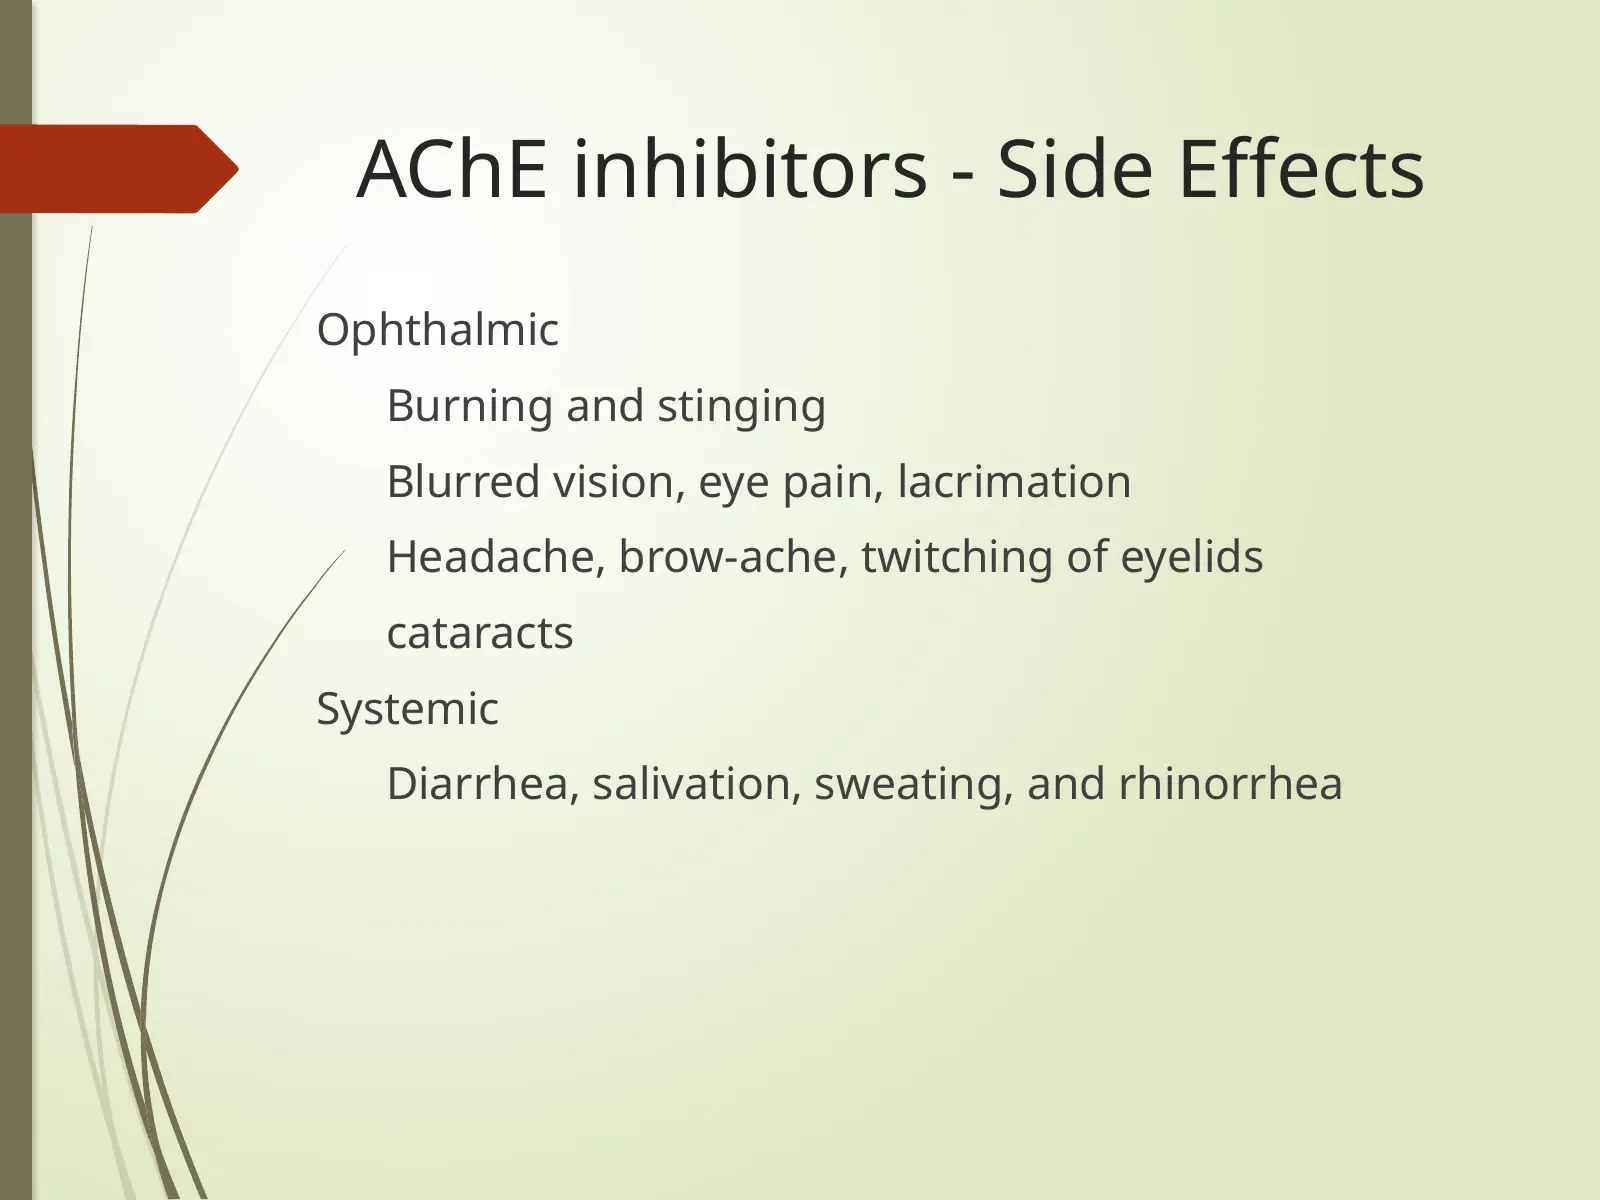 AChE inhibitors - Side Effects
Ophthalmic
Burning and stinging
Blurred vision, eye pain, lacrimation
Headache, brow-ache, twitching of eyelids
cataracts
Systemic
Diarrhea, salivation, sweating, and rhinorrhea